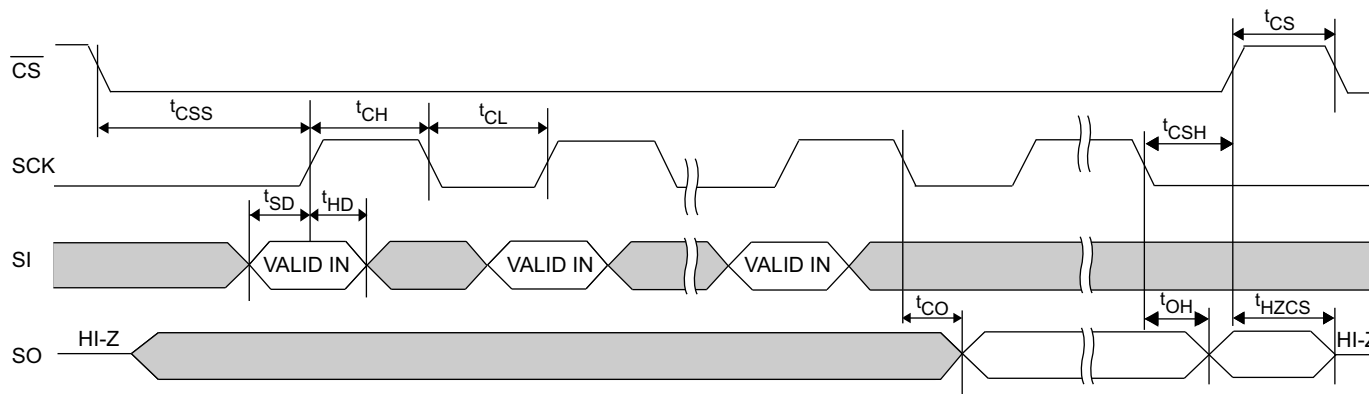 tCS
CS
tCSS
tCH
tCL
tCSH
SCK
tSD
tHD
SI
VALID IN
VALID IN
VALID IN
tCO
tOH
tHZCS
SO
HI-Z
HI-Z